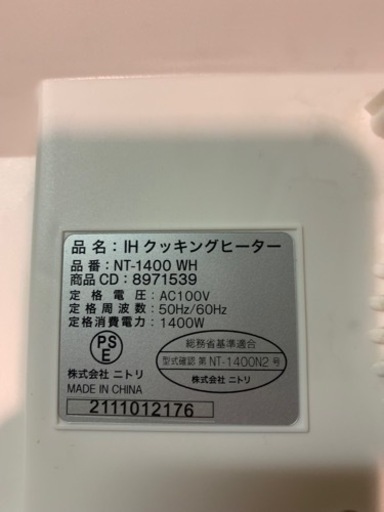 品名：IHクッキングヒーター
品番：NT-1400 WH
商品CD：8971539
定格電圧：AC100V
定格周波数：50Hz/60Hz
定格消費電力：1400W
PS
E
総務省基準適合
型式確認 第 NT-1400N2 号
株式会社 ニトリ
株式会社 ニトリ
MADE IN CHINA
2111012176